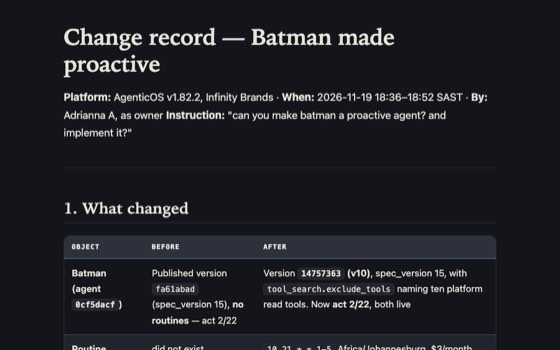 Change record — Batman made
proactive
Platform: AgenticOS v1.82.2, Infinity Brands · When: 2026-11-19 18:36–18:52 SAST · By:
Adrianna A, as owner Instruction: "can you make batman a proactive agent? and
implement it?"
1. What changed
OBJECT BEFORE AFTER
Batman Published version Version 14757363 (v10), spec_version 15, with
(agent fa61abad tool_search.exclude_tools naming ten platform
0cf5dacf ) (spec_version 15), no read tools. Now act 2/22, both live
routines — act 2/22
Routine did not exist Africa/Johannesburg, $3/month